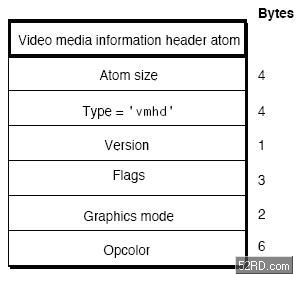 Bytes
Video media information header atom
Atom size 4
Type = 'vmhd' 4
Version 1
Flags 3
Graphics mode 2
Opcolor 6
52RD.com